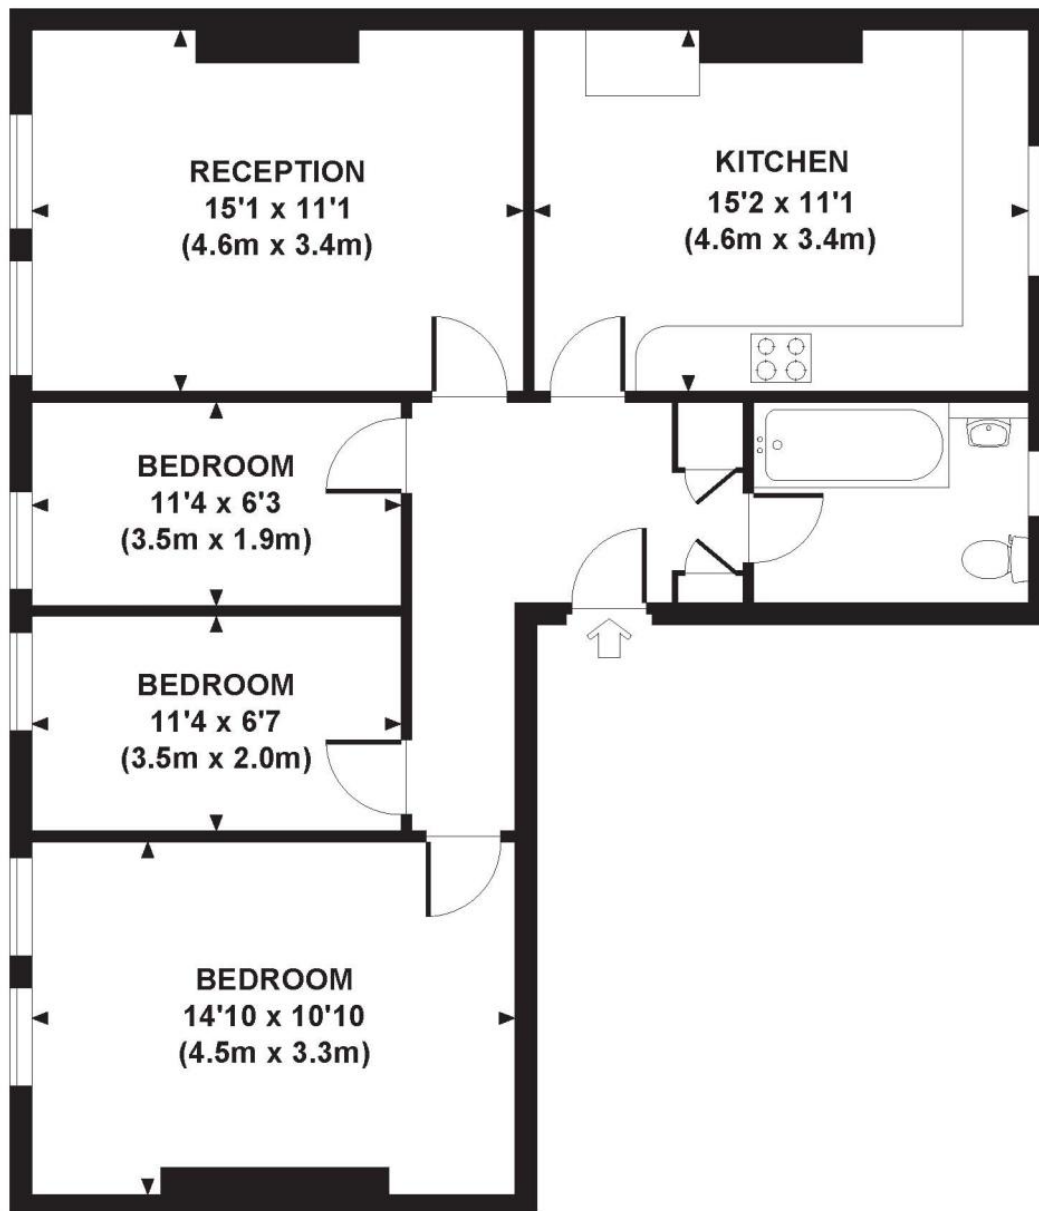 RECEPTION
15'1 x 11'1
(4.6m x 3.4m)
KITCHEN
15'2 x 11'1
(4.6m x 3.4m)
BEDROOM
11'4 x 6'3
(3.5m x 1.9m)
BEDROOM
11'4 x 6'7
(3.5m x 2.0m)
BEDROOM
14'10 x 10'10
(4.5m x 3.3m)